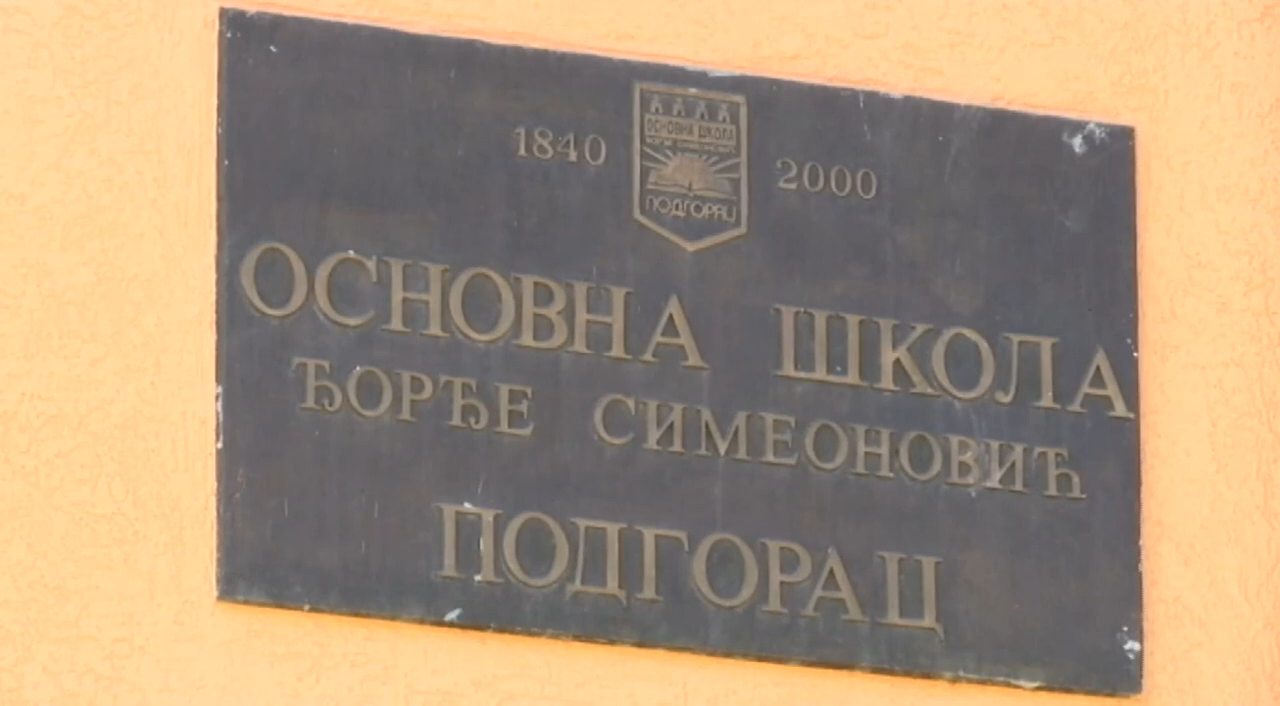 1840
2000
ОСНОВНА ШКОЛА
ПОДГОРАЦ
ОСНОВНА ШКОЛА
ЂОРЂЕ СИМЕОНОВИЋ
ПОДГОРАЦ